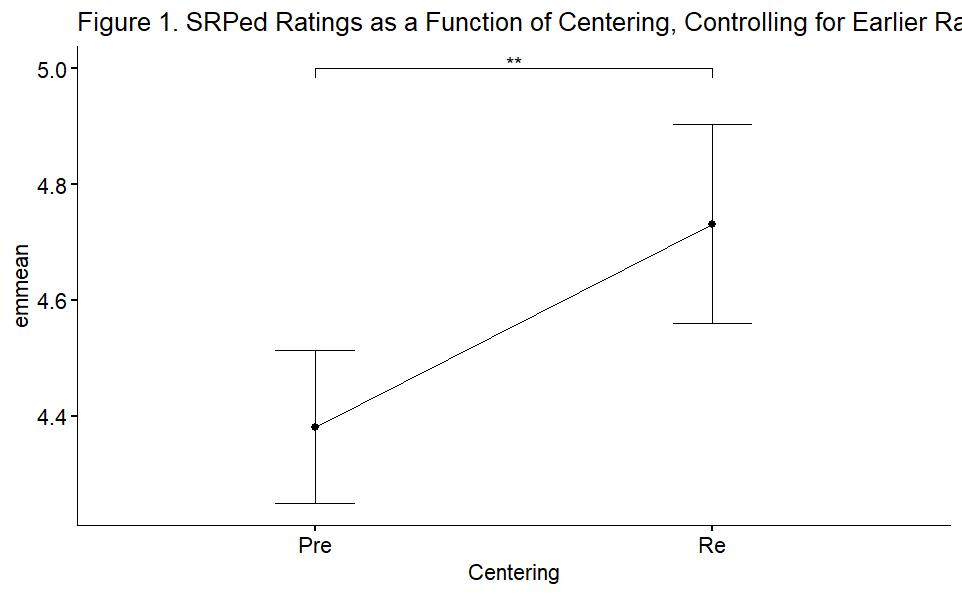 Figure 1. SRPed Ratings as a Function of Centering, Controlling for Earlier Ra
**
5.0
4.8
4.6
4.4
emmean
Pre Re
Centering